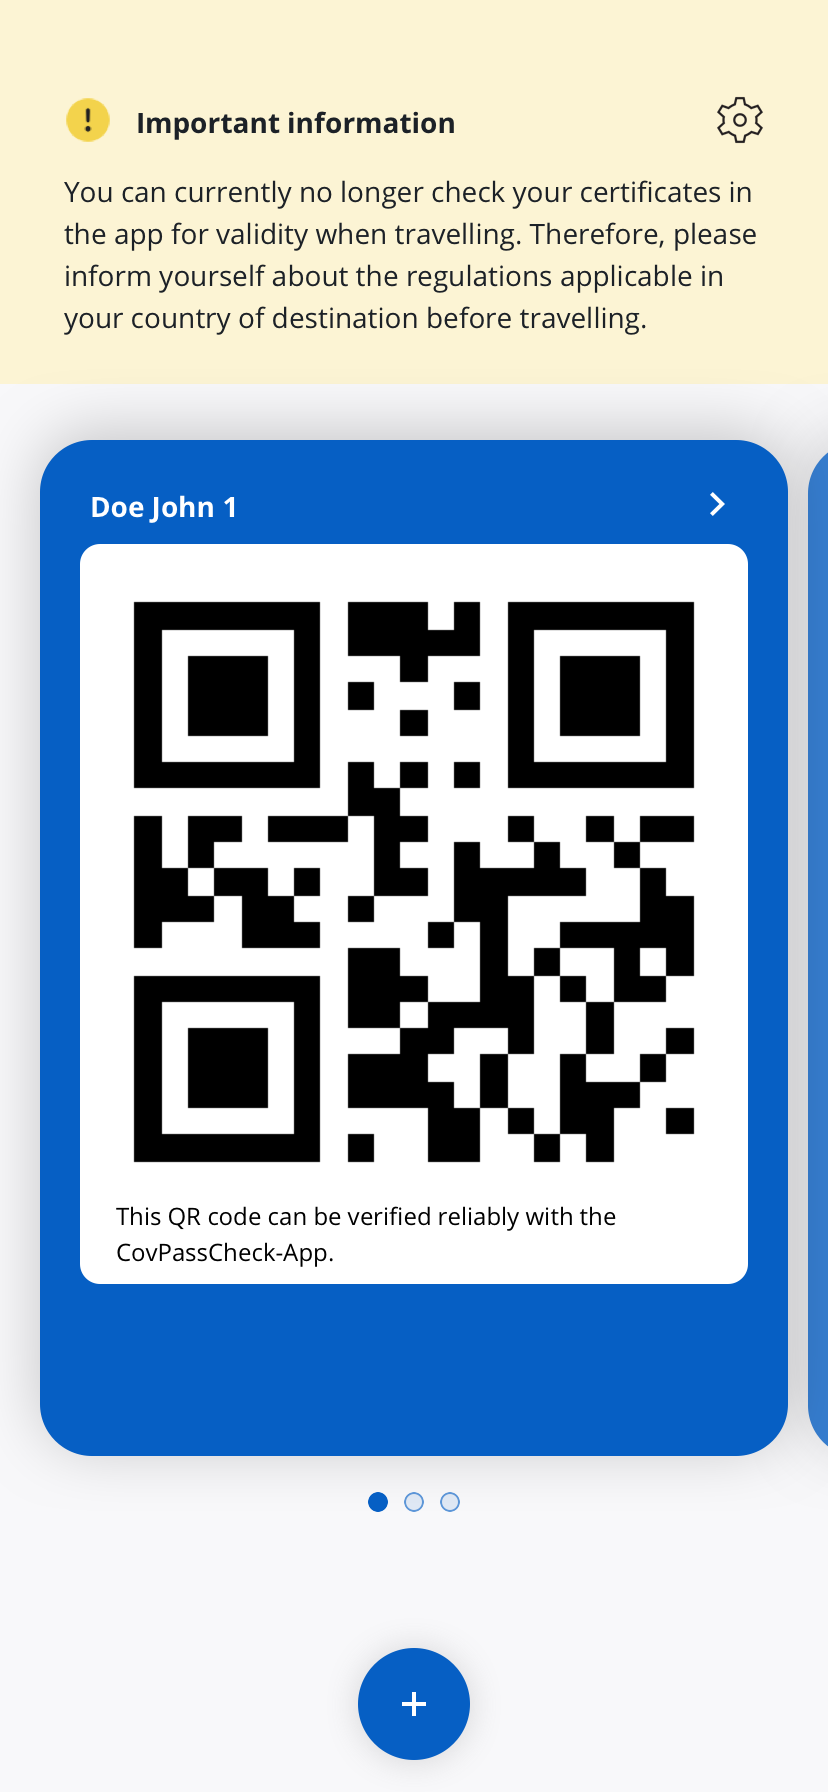 Important information
You can currently no longer check your certificates in
the app for validity when travelling. Therefore, please
inform yourself about the regulations applicable in
your country of destination before travelling.
Doe John 1
This QR code can be verified reliably with the
CovPassCheck-App.